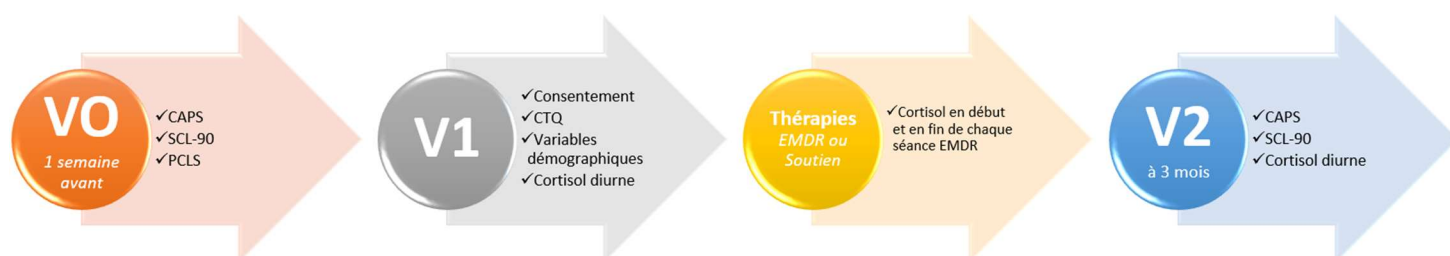 VO
1 semaine
avant
✓CAPS
✓SCL-90
✓PCLS
V1
✓Consentement
✓CTQ
✓Variables
démographiques
✓Cortisol diurne
Thérapies
EMDR ou
Soutien
✓Cortisol en début
et en fin de chaque
séance EMDR
V2
à 3 mois
✓CAPS
✓SCL-90
✓Cortisol diurne